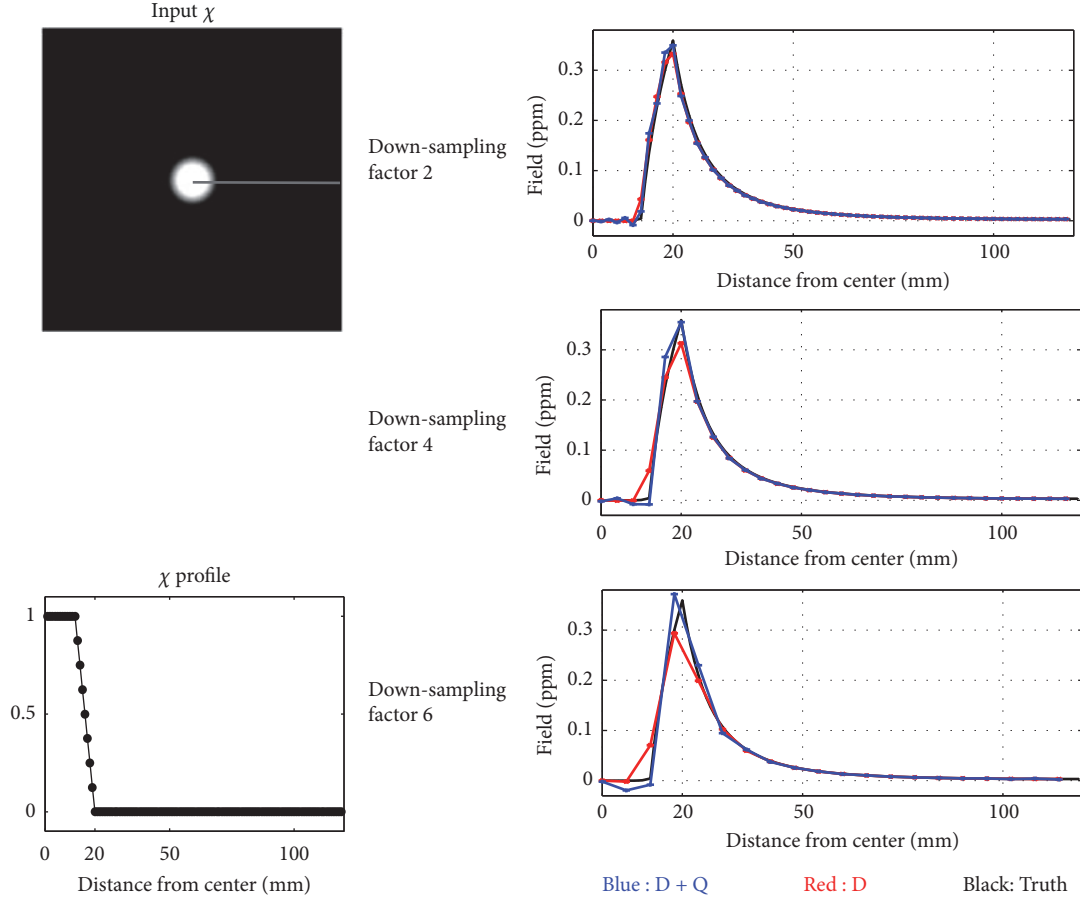 Input χ
Down-sampling
factor 2
Field (ppm)
0.3
0.2
0.1
0
0 20 50 100
Distance from center (mm)
Down-sampling
factor 4
Field (ppm)
0.3
0.2
0.1
0
0 20 50 100
Distance from center (mm)
χ profile
1
0.5
0
0 20 50 100
Distance from center (mm)
Down-sampling
factor 6
Field (ppm)
0.3
0.2
0.1
0
0 20 50 100
Distance from center (mm)
Blue : D + Q Red : D Black: Truth